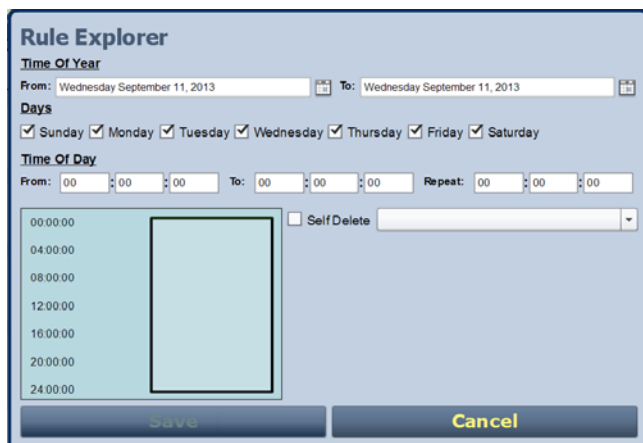 Rule Explorer
Time Of Year
From: Wednesday September 11, 2013 To: Wednesday September 11, 2013
Days
Sunday Monday Tuesday Wednesday Thursday Friday Saturday
Time Of Day
From: 00 : 00 : 00 To: 00 : 00 : 00 Repeat: 00 : 00 : 00
00:00:00 Self Delete
04:00:00
08:00:00
12:00:00
16:00:00
20:00:00
24:00:00
Save Cancel